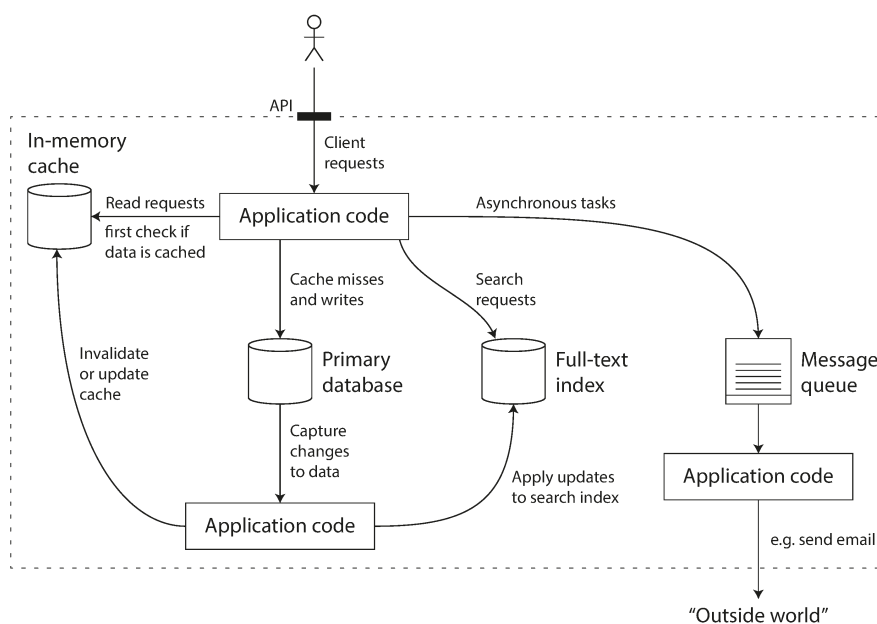 API
In-memory
cache
Client
requests
Read requests
first check if
data is cached
Application code
Asynchronous tasks
Cache misses
and writes
Search
requests
Invalidate
or update
cache
Primary
database
Full-text
index
Message
queue
Capture
changes
to data
Apply updates
to search index
Application code
Application code
e.g. send email
“Outside world”